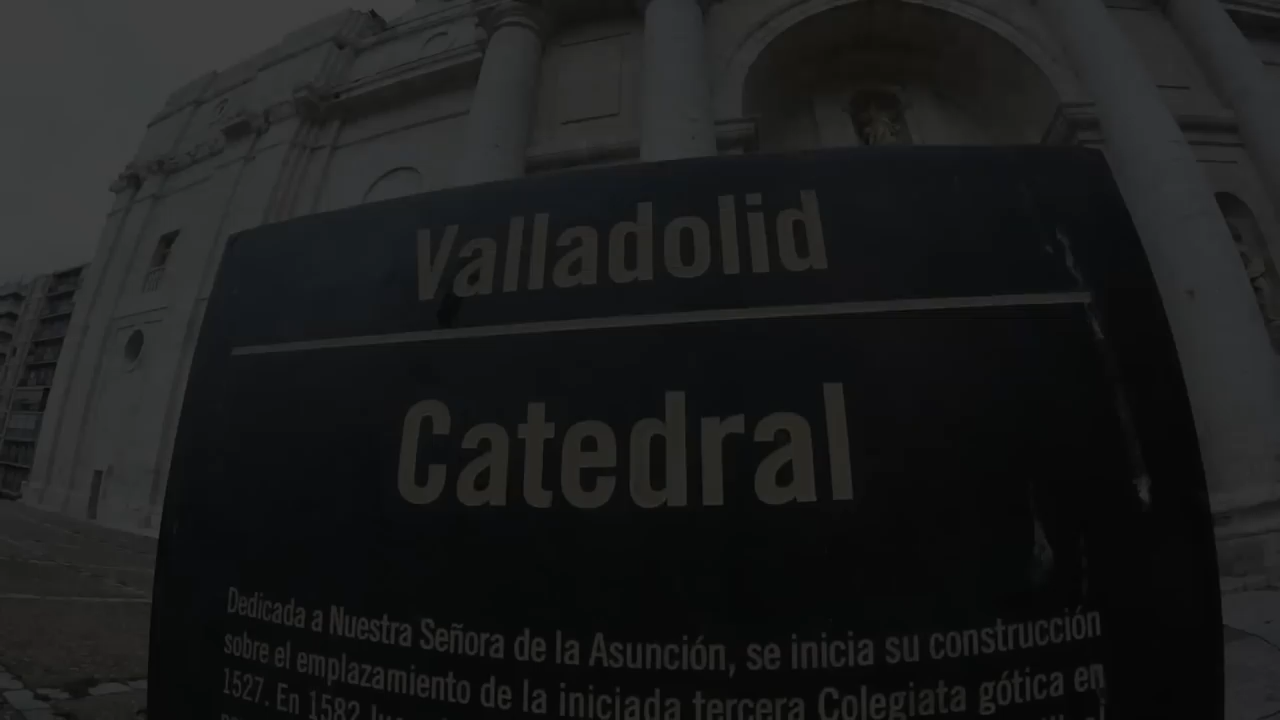 Valladolid
Catedral
Dedicada a Nuestra Señora de la Asunción, se inicia su construcción
sobre el emplazamiento de la iniciada tercera Colegiata gótica en
1527. En 1582